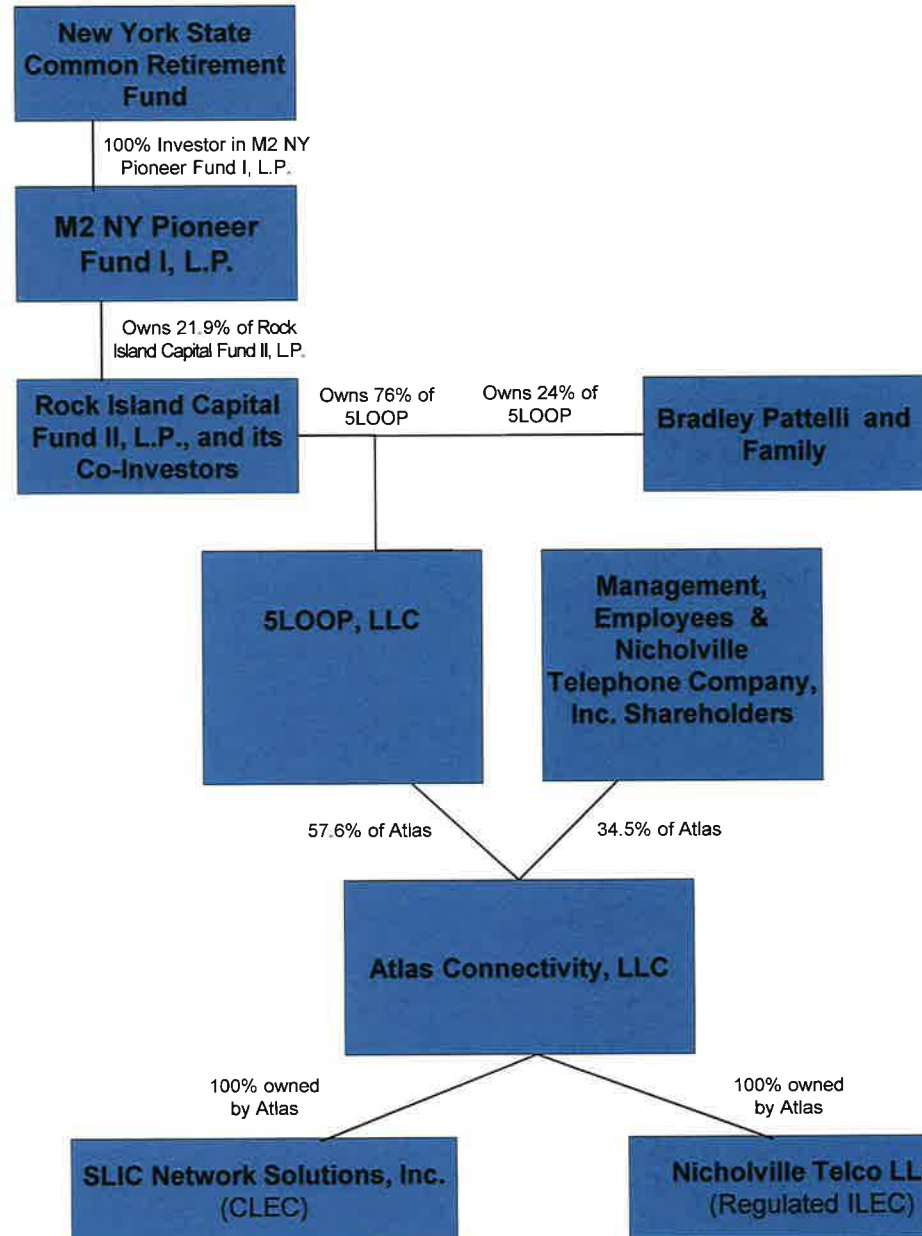 New York State
Common Retirement
Fund
100% Investor in M2 NY
Pioneer Fund I, L.P.
M2 NY Pioneer
Fund I, L.P.
Owns 21.9% of Rock
Island Capital Fund II, L.P.
Rock Island Capital
Fund II, L.P., and its
Co-Investors
Owns 76% of
5LOOP
Owns 24% of
5LOOP
Bradley Pattelli and
Family
5LOOP, LLC
Management,
Employees &
Nicholville
Telephone Company,
Inc. Shareholders
57.6% of Atlas
34.5% of Atlas
Atlas Connectivity, LLC
100% owned
by Atlas
100% owned
by Atlas
SLIC Network Solutions, Inc.
(CLEC)
Nicholville Telco LL
(Regulated ILEC)